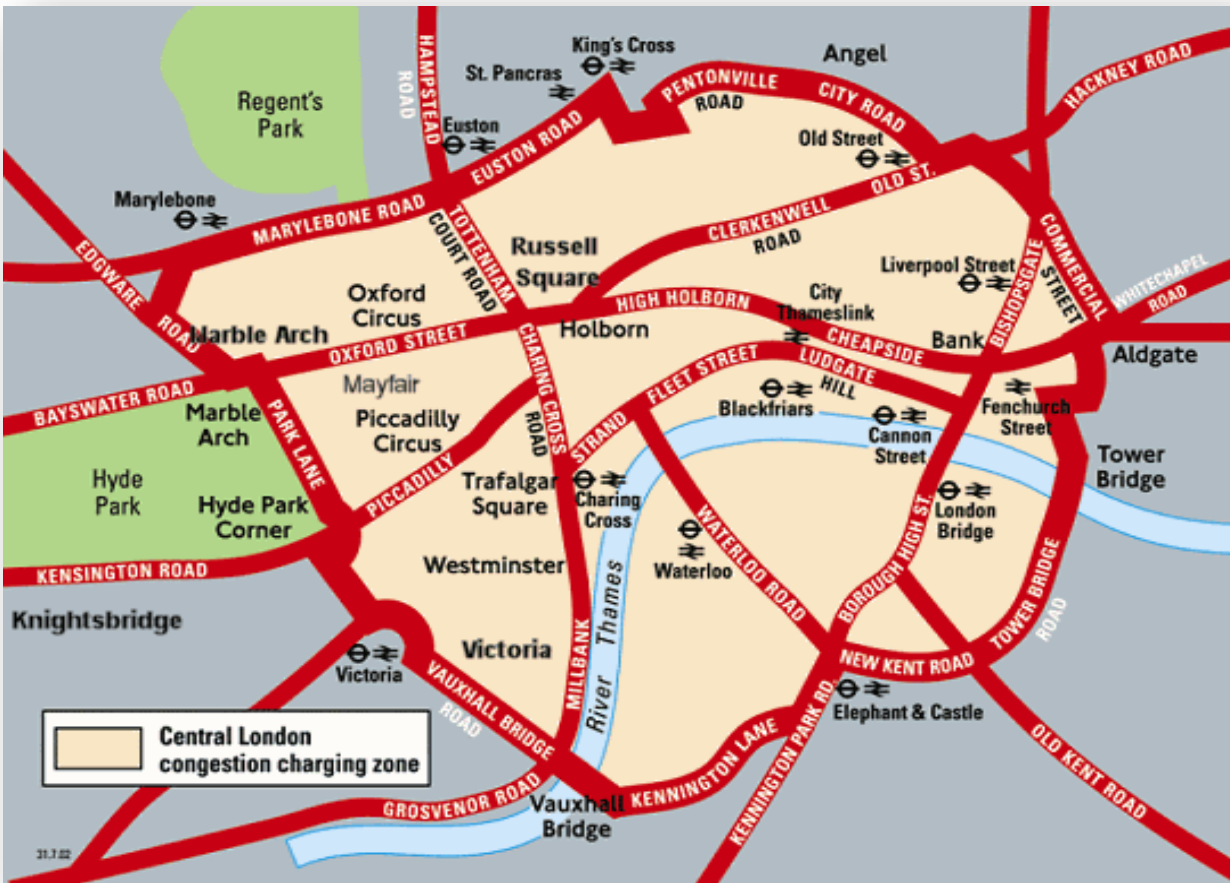 King's Cross
St. Pancras
Angel
PENTONVILLE
ROAD
CITY ROAD
HACKNEY ROAD
HAMPSTEAD
ROAD
Regent's
Park
Euston
EUSTON ROAD
Old Street
OLD ST.
Marylebone
MARYLEBONE ROAD
TOTTENHAM
COURT ROAD
CLERKENWELL
ROAD
Russell
Square
EDGWARE
ROAD
COMMERCIAL
STREET
BISHOPSGATE
Liverpool Street
WHITECHAPEL
ROAD
Oxford
Circus
Marble Arch
OXFORD STREET
HIGH HOLBORN
Holborn
City
Thameslink
CHEAPSIDE
Bank
Aldgate
BAYSWATER ROAD
Mayfair
CHARING CROSS
ROAD
FLEET STREET
LUDGATE
HILL
Marble
Arch
PARK LANE
Piccadilly
Circus
PICCADILLY
STRAND
Blackfriars
Cannon
Street
Fenchurch
Street
Hyde
Park
Hyde Park
Corner
Trafalgar
Square
Charing
Cross
Tower
Bridge
London
Bridge
KENSINGTON ROAD
Westminster
Waterloo
WATERLOO ROAD
BOROUGH HIGH ST.
TOWER BRIDGE
ROAD
Knightsbridge
Victoria
Victoria
MILLBANK
River Thames
NEW KENT ROAD
VAUXHALL BRIDGE
ROAD
Elephant & Castle
Central London
congestion charging zone
GROSVENOR ROAD
Vauxhall
Bridge
KENNINGTON LANE
KENNINGTON PARK RD.
OLD KENT ROAD
31.7.02